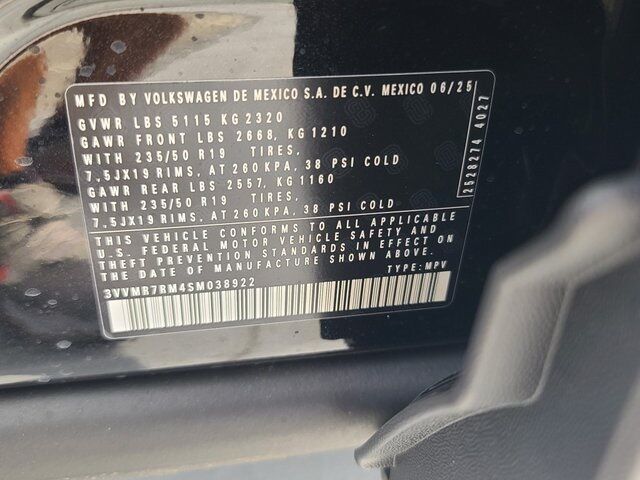 MFD BY VOLKSWAGEN DE MEXICO S.A. DE C.V. MEXICO 06/25
GVWR LBS 5115 KG 2320
GAWR FRONT LBS 2668, KG 1210
WITH 235/50 R19 TIRES,
7,5JX19 RIMS, AT 260 KPA, 38 PSI COLD
GAWR REAR LBS 2557, KG 1160
WITH 235/50 R19 TIRES,
7,5JX19 RIMS, AT 260 KPA, 38 PSI COLD
THIS VEHICLE CONFORMS TO ALL APPLICABLE
U.S. FEDERAL MOTOR VEHICLE SAFETY AND
THEFT PREVENTION STANDARDS IN EFFECT ON
THE DATE OF MANUFACTURE SHOWN ABOVE.
3VVMR7RM4SM038922 TYPE: MPV
2528274 4027